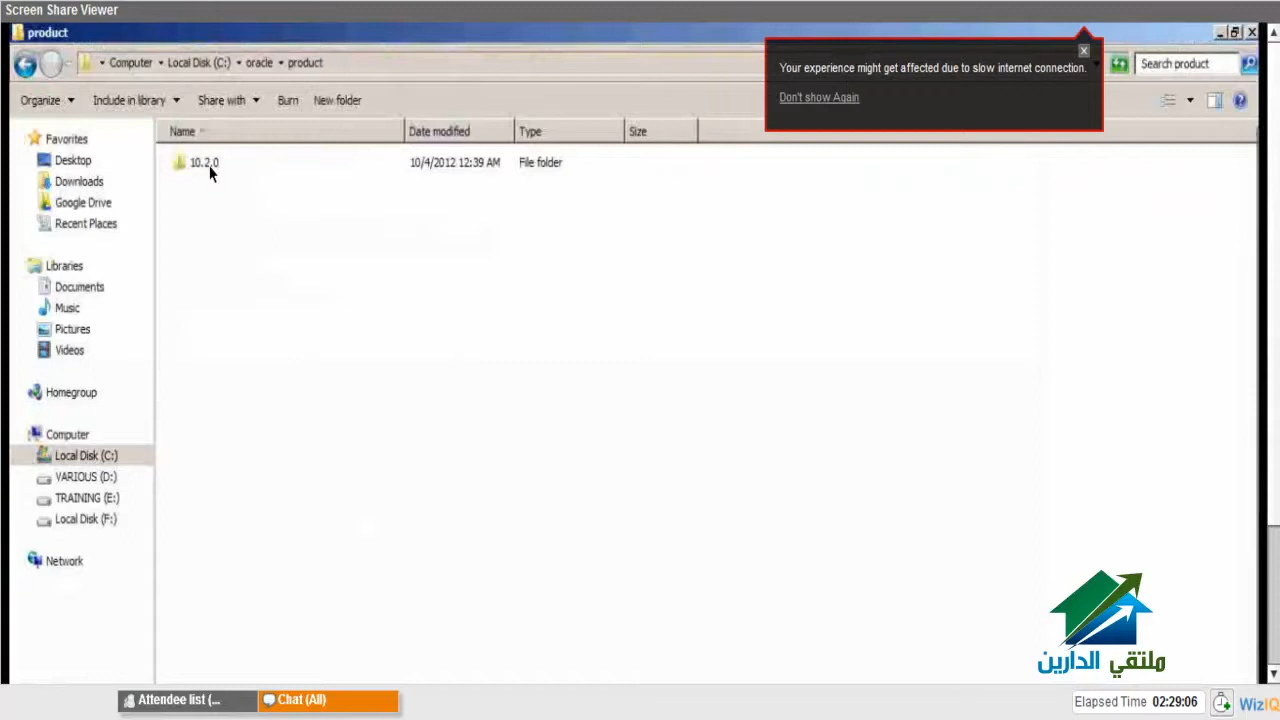 Screen Share Viewer
product
Computer Local Disk (C:) oracle product
Search product
Your experience might get affected due to slow internet connection.
Don't show Again
Organize Include in library Share with Burn New folder
Name Date modified Type Size
10.2.0 10/4/2012 12:39 AM File folder
Favorites
Desktop
Downloads
Google Drive
Recent Places
Libraries
Documents
Music
Pictures
Videos
Homegroup
Computer
Local Disk (C:)
VARIOUS (D:)
TRAINING (E:)
Local Disk (F:)
Network
ملتقي الدارين
Attendee list (...
Chat (All)
Elapsed Time 02:29:06
WizIQ